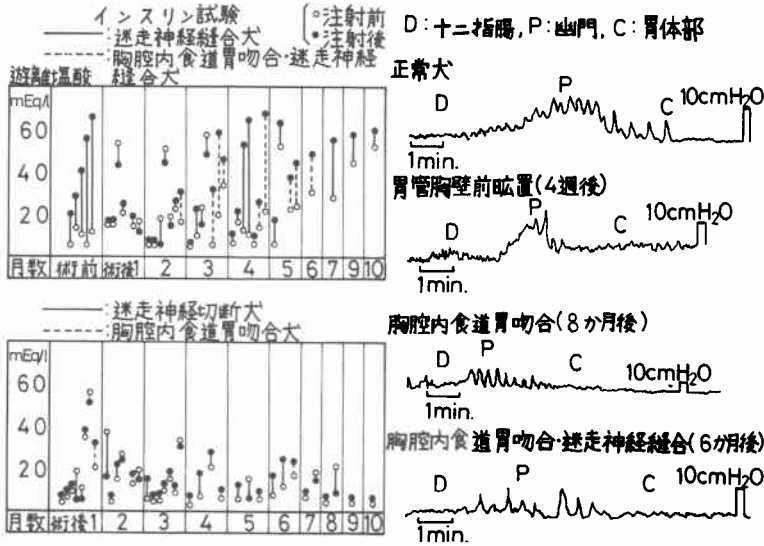 インスリン試験
○:注射前
●:注射後
――:迷走神経縫合犬
-----:胸腔内食道胃吻合・迷走神経
縫合犬
遊離塩酸
mEq/l
60
40
20
月数 術前 術後1 2 3 4 5 6 7 8 9 10
――:迷走神経切断犬
----:胸腔内食道胃吻合犬
mEq/l
60
40
20
月数 術後1 2 3 4 5 6 7 8 9 10
D:十二指腸, P:幽門, C:胃体部
正常犬
D P C 10cmH₂O
1min.
胃管胸壁前拡置(4週後)
D P C 10cmH₂O
1min.
胸腔内食道胃吻合(8か月後)
D P C 10cmH₂O
1min.
胸腔内食道胃吻合・迷走神経縫合(6か月後)
D P C 10cmH₂O
1min.